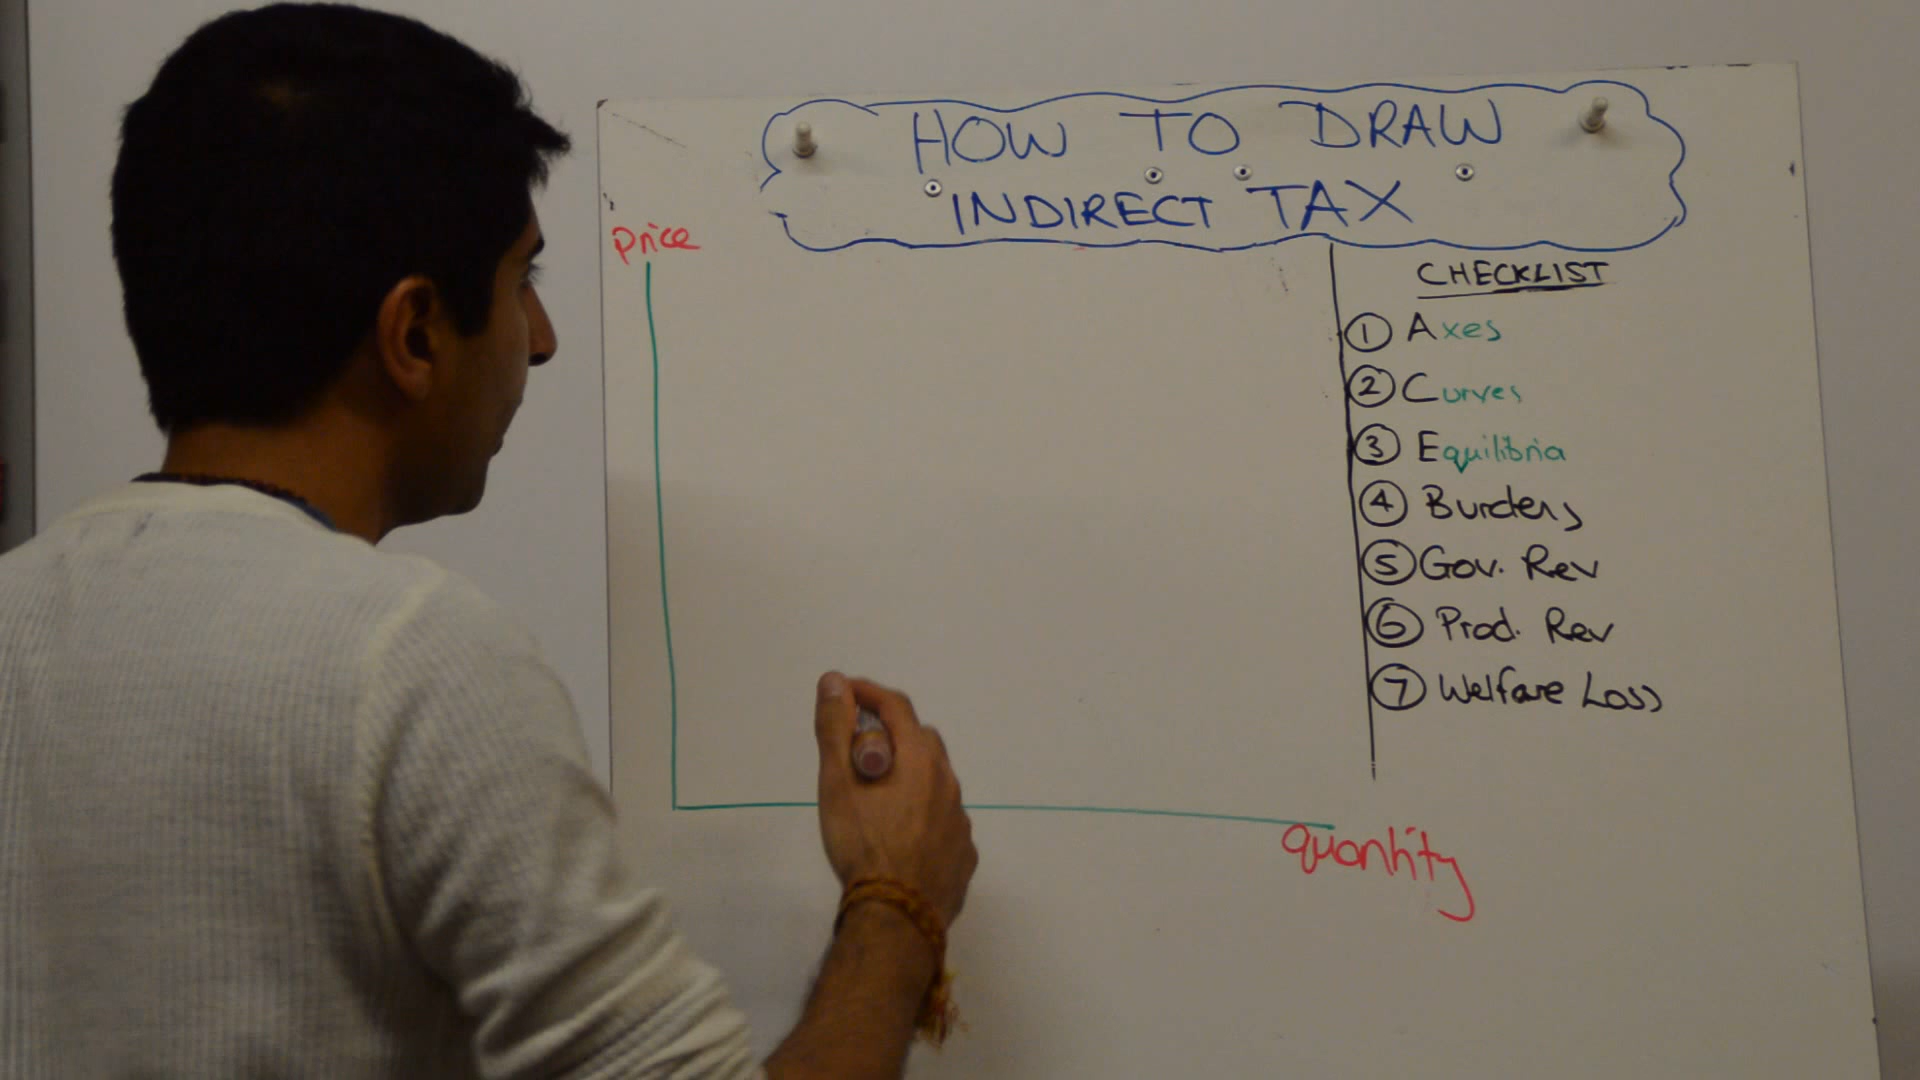 HOW TO DRAW
INDIRECT TAX
Price
CHECKLIST
1 Axes
2 Curves
3 Equilibria
4 Burdens
5 Gov. Rev
6 Prod. Rev
7 Welfare Loss
quantity